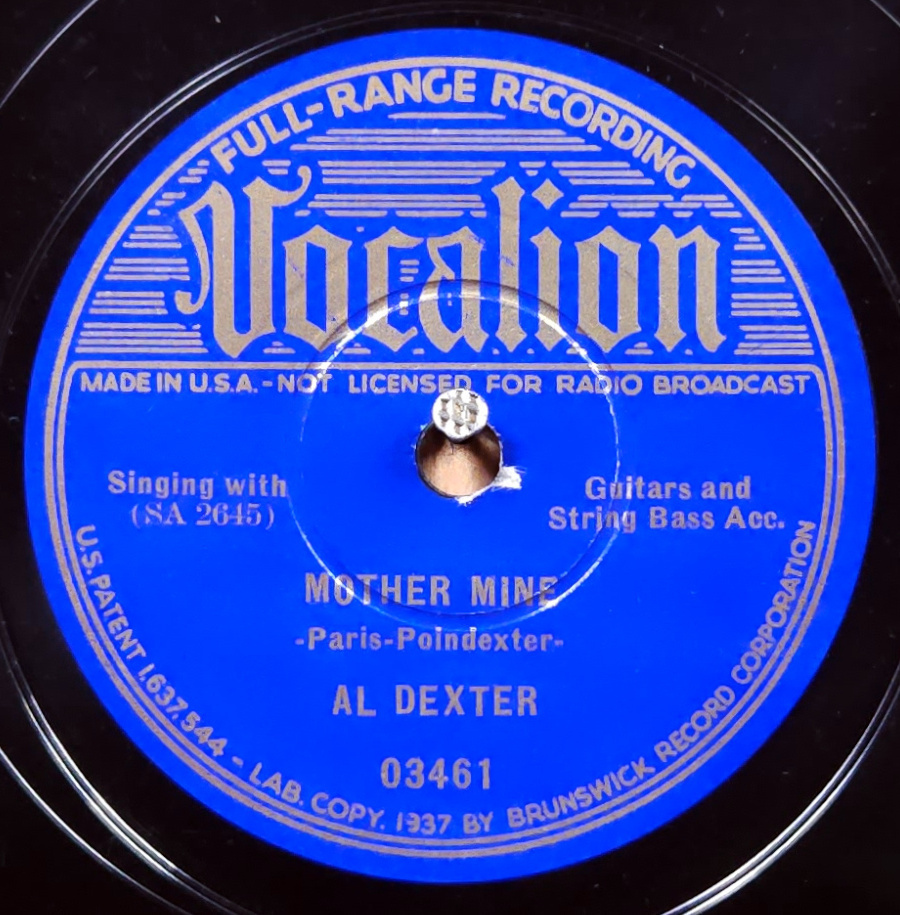 FULL-RANGE RECORDING
Vocalion
MADE IN U.S.A. - NOT LICENSED FOR RADIO BROADCAST
Singing with
(SA 2645)
Guitars and
String Bass Acc.
MOTHER MINE
-Paris-Poindexter-
AL DEXTER
03461
U.S. PATENT 1,637,544 - LAB. COPY. 1937 BY BRUNSWICK RECORD CORPORATION